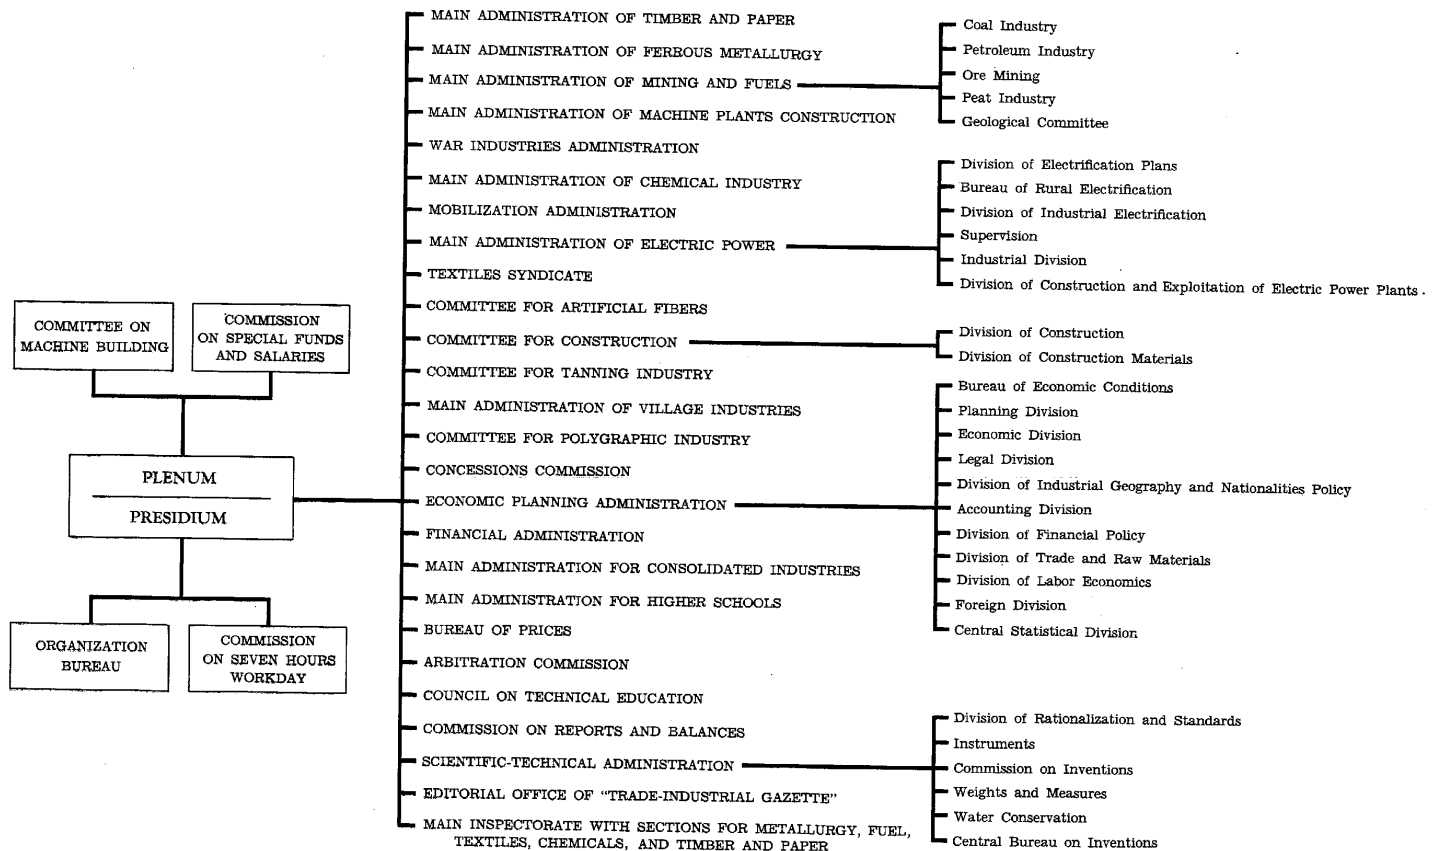 COMMITTEE ON
MACHINE BUILDING
COMMISSION
ON SPECIAL FUNDS
AND SALARIES
PLENUM
PRESIDIUM
ORGANIZATION
BUREAU
COMMISSION
ON SEVEN HOURS
WORKDAY
MAIN ADMINISTRATION OF TIMBER AND PAPER
MAIN ADMINISTRATION OF FERROUS METALLURGY
MAIN ADMINISTRATION OF MINING AND FUELS
Coal Industry
Petroleum Industry
Ore Mining
Peat Industry
Geological Committee
MAIN ADMINISTRATION OF MACHINE PLANTS CONSTRUCTION
WAR INDUSTRIES ADMINISTRATION
MAIN ADMINISTRATION OF CHEMICAL INDUSTRY
MOBILIZATION ADMINISTRATION
MAIN ADMINISTRATION OF ELECTRIC POWER
Division of Electrification Plans
Bureau of Rural Electrification
Division of Industrial Electrification
Supervision
Industrial Division
Division of Construction and Exploitation of Electric Power Plants.
TEXTILES SYNDICATE
COMMITTEE FOR ARTIFICIAL FIBERS
COMMITTEE FOR CONSTRUCTION
Division of Construction
Division of Construction Materials
COMMITTEE FOR TANNING INDUSTRY
MAIN ADMINISTRATION OF VILLAGE INDUSTRIES
COMMITTEE FOR POLYGRAPHIC INDUSTRY
CONCESSIONS COMMISSION
ECONOMIC PLANNING ADMINISTRATION
Bureau of Economic Conditions
Planning Division
Economic Division
Legal Division
Division of Industrial Geography and Nationalities Policy
Accounting Division
Division of Financial Policy
Division of Trade and Raw Materials
Division of Labor Economics
Foreign Division
Central Statistical Division
FINANCIAL ADMINISTRATION
MAIN ADMINISTRATION FOR CONSOLIDATED INDUSTRIES
MAIN ADMINISTRATION FOR HIGHER SCHOOLS
BUREAU OF PRICES
ARBITRATION COMMISSION
COUNCIL ON TECHNICAL EDUCATION
COMMISSION ON REPORTS AND BALANCES
SCIENTIFIC-TECHNICAL ADMINISTRATION
Division of Rationalization and Standards
Instruments
Commission on Inventions
Weights and Measures
Water Conservation
Central Bureau on Inventions
EDITORIAL OFFICE OF "TRADE-INDUSTRIAL GAZETTE"
MAIN INSPECTORATE WITH SECTIONS FOR METALLURGY, FUEL,
TEXTILES, CHEMICALS, AND TIMBER AND PAPER